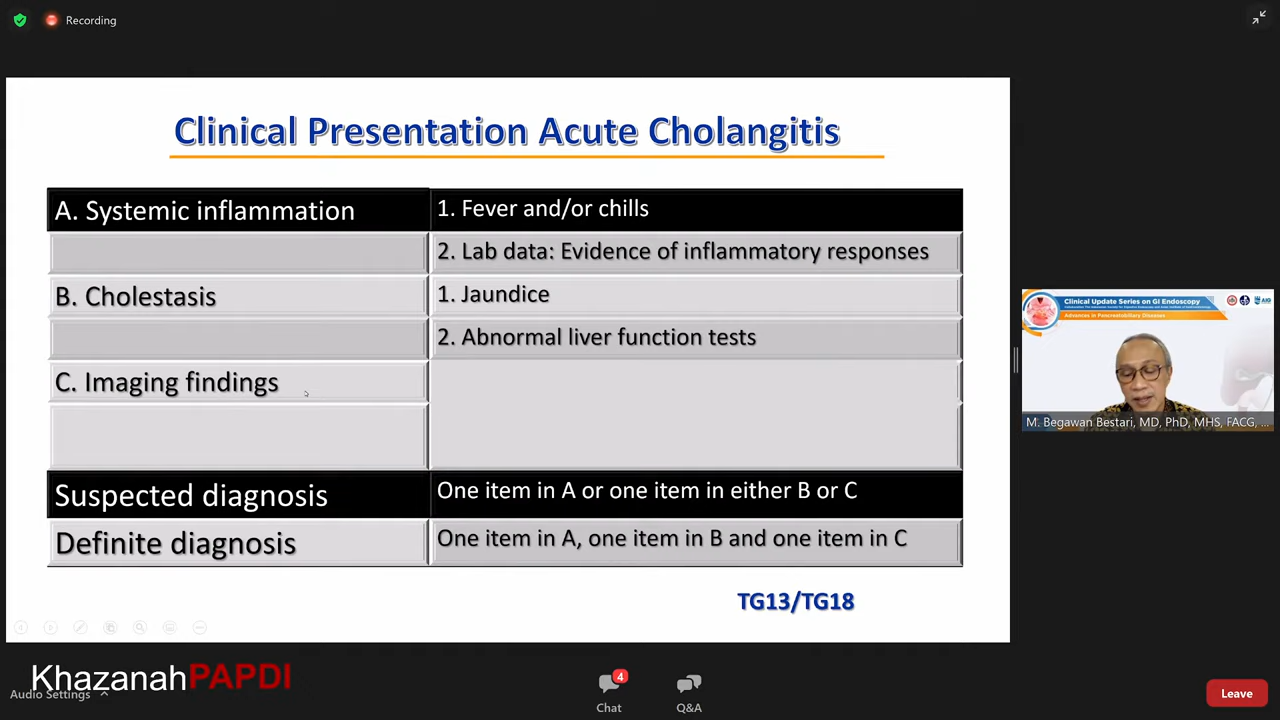 Recording
Clinical Presentation Acute Cholangitis
A. Systemic inflammation
1. Fever and/or chills
2. Lab data: Evidence of inflammatory responses
B. Cholestasis
1. Jaundice
2. Abnormal liver function tests
C. Imaging findings
Suspected diagnosis
One item in A or one item in either B or C
Definite diagnosis
One item in A, one item in B and one item in C
TG13/TG18
Clinical Update Series on GI Endoscopy
Advances in Pancreatobiliary Diseases
M. Begawan Bestari, MD, PhD, MHS, FACG, ...
KhazanahPAPDI
Audio Settings
4
Chat
Q&A
Leave